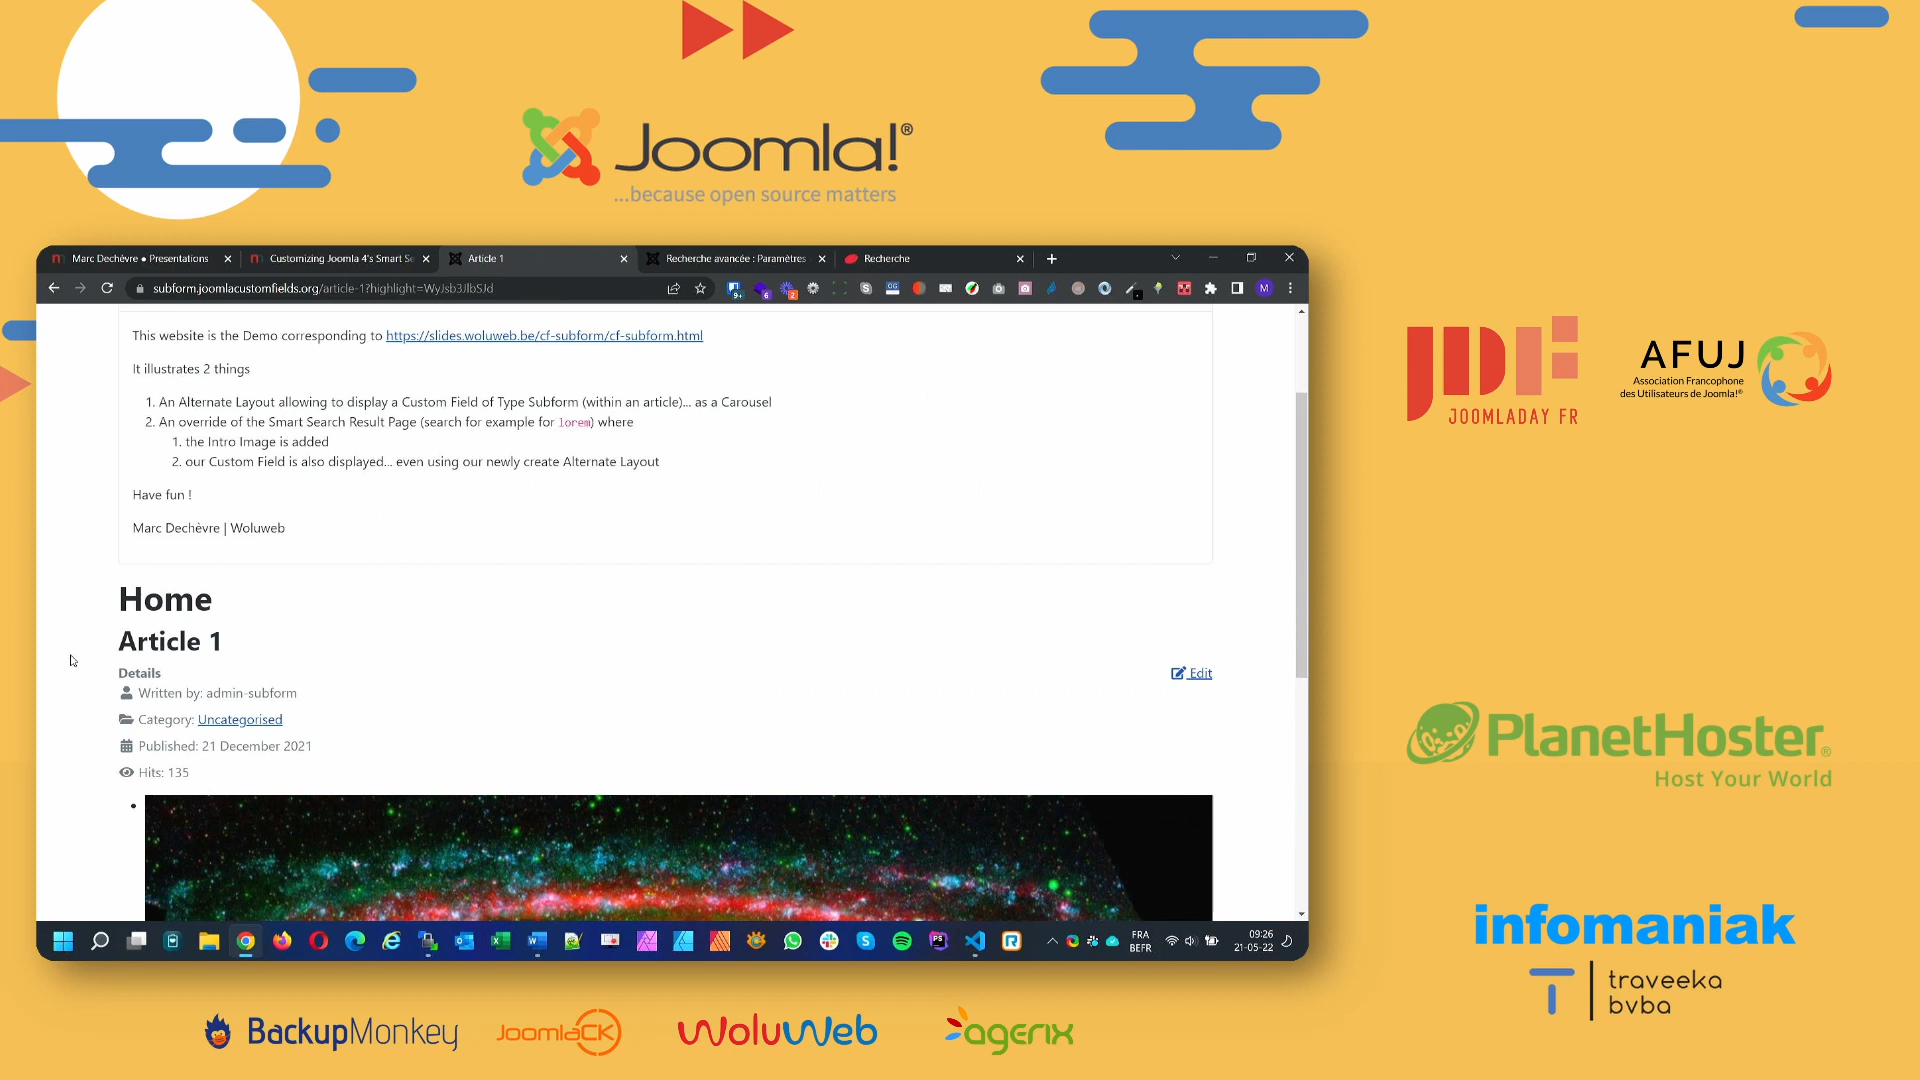 Joomla!®
...because open source matters
Marc Dechèvre ● Presentations
Customizing Joomla 4's Smart Se
Article 1
Recherche avancée : Paramètres
Recherche
subform.joomlacustomfields.org/article-1?highlight=WyJsb3JlbSJd
This website is the Demo corresponding to https://slides.woluweb.be/cf-subform/cf-subform.html
It illustrates 2 things
1. An Alternate Layout allowing to display a Custom Field of Type Subform (within an article)... as a Carousel
2. An override of the Smart Search Result Page (search for example for lorem) where
1. the Intro Image is added
2. our Custom Field is also displayed... even using our newly create Alternate Layout
Have fun !
Marc Dechèvre | Woluweb
Home
Article 1
Details
Edit
Written by: admin-subform
Category: Uncategorised
Published: 21 December 2021
Hits: 135
FRA
BEFR
09:26
21-05-22
JDF
JOOMLADAY FR
AFUJ
Association Francophone
des Utilisateurs de Joomla!®
PlanetHoster®
Host Your World
infomaniak
T | traveeka
bvba
BackupMonkey
JoomlaCK
WoluWeb
agerix